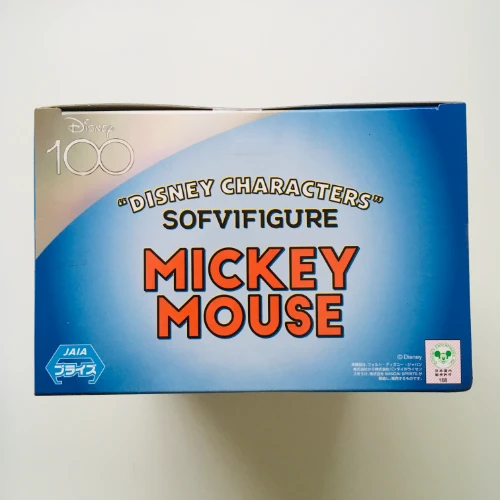 Disney
100
"DISNEY CHARACTERS"
SOFVIFIGURE
MICKEY
MOUSE
JAIA
プライズ
©Disney